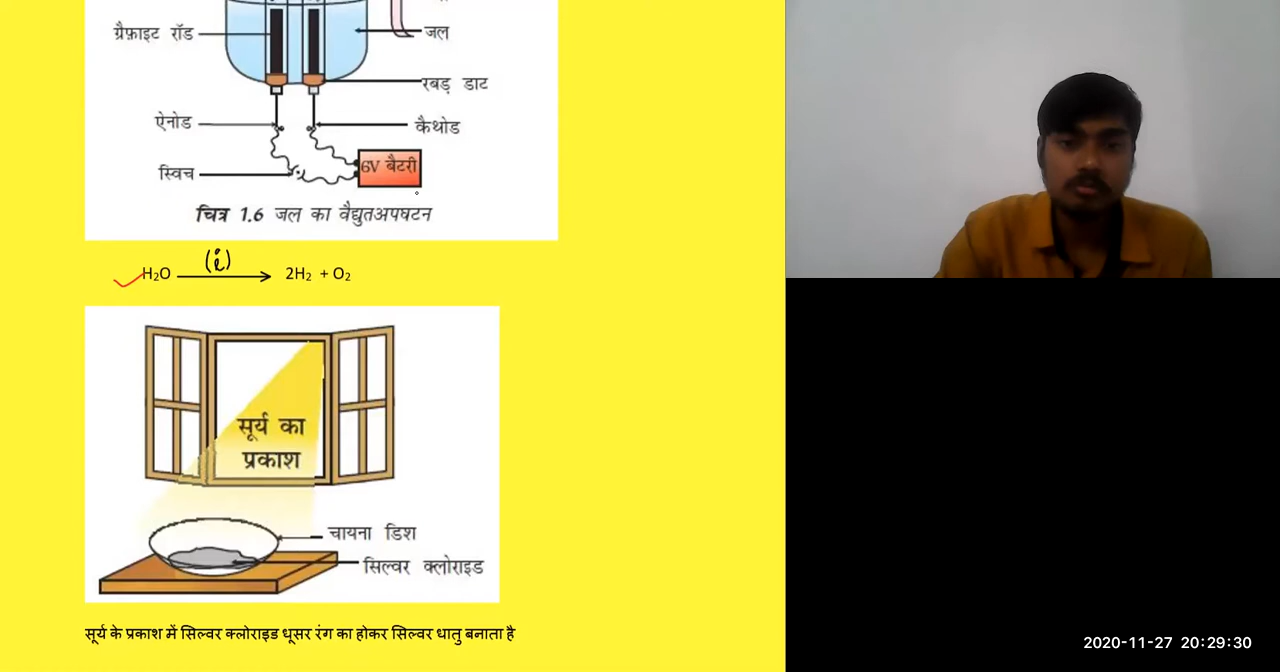 ग्रैफ़ाइट रॉड
जल
रबड़ डाट
ऐनोड
कैथोड
6V बैटरी
स्विच
चित्र 1.6 जल का वैद्युतअपघटन
(i)
H₂O ⟶ 2H₂ + O₂
सूर्य का
प्रकाश
चायना डिश
सिल्वर क्लोराइड
सूर्य के प्रकाश में सिल्वर क्लोराइड धूसर रंग का होकर सिल्वर धातु बनाता है
2020-11-27 20:29:30